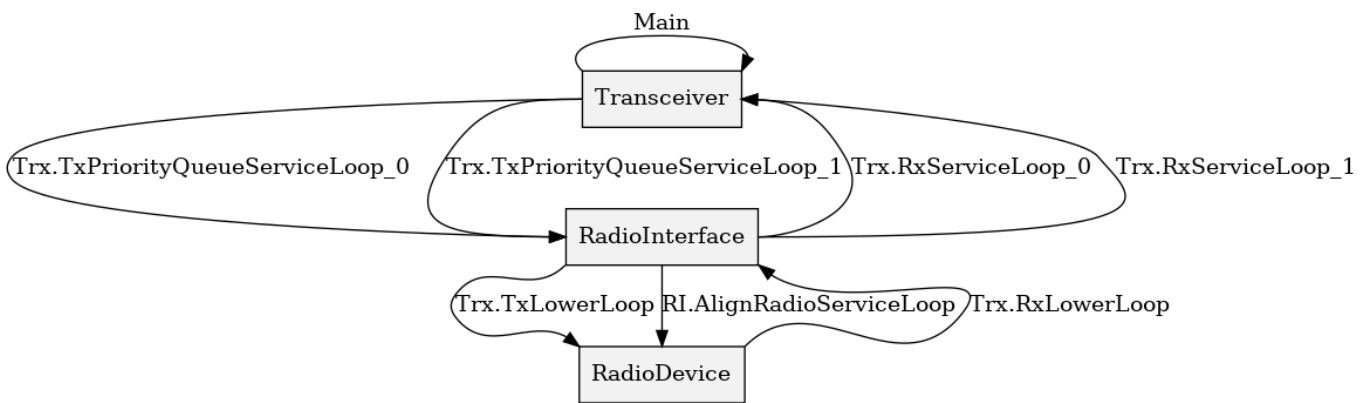 Main
Transceiver
Trx.TxPriorityQueueServiceLoop_0
Trx.TxPriorityQueueServiceLoop_1
Trx.RxServiceLoop_0
Trx.RxServiceLoop_1
RadioInterface
Trx.TxLowerLoop
RI.AlignRadioServiceLoop
Trx.RxLowerLoop
RadioDevice